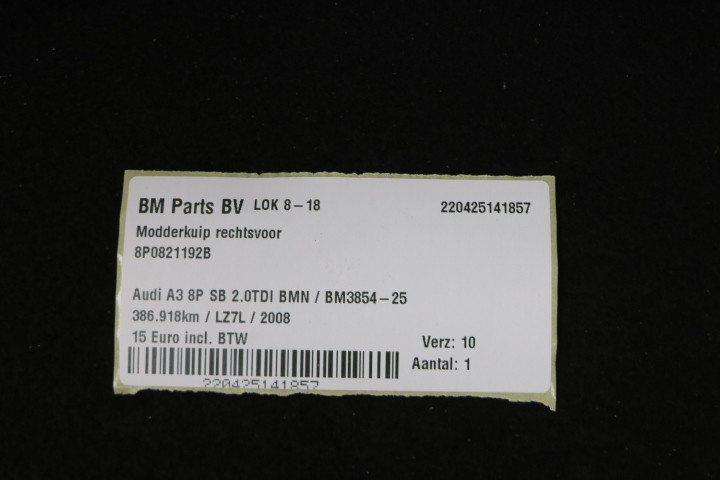 BM Parts BV LOK 8-18 220425141857
Modderkuip rechtsvoor
8P0821192B
Audi A3 8P SB 2.0TDI BMN / BM3854-25
386.918km / LZ7L / 2008
15 Euro incl. BTW Verz: 10
Aantal: 1
220425141857